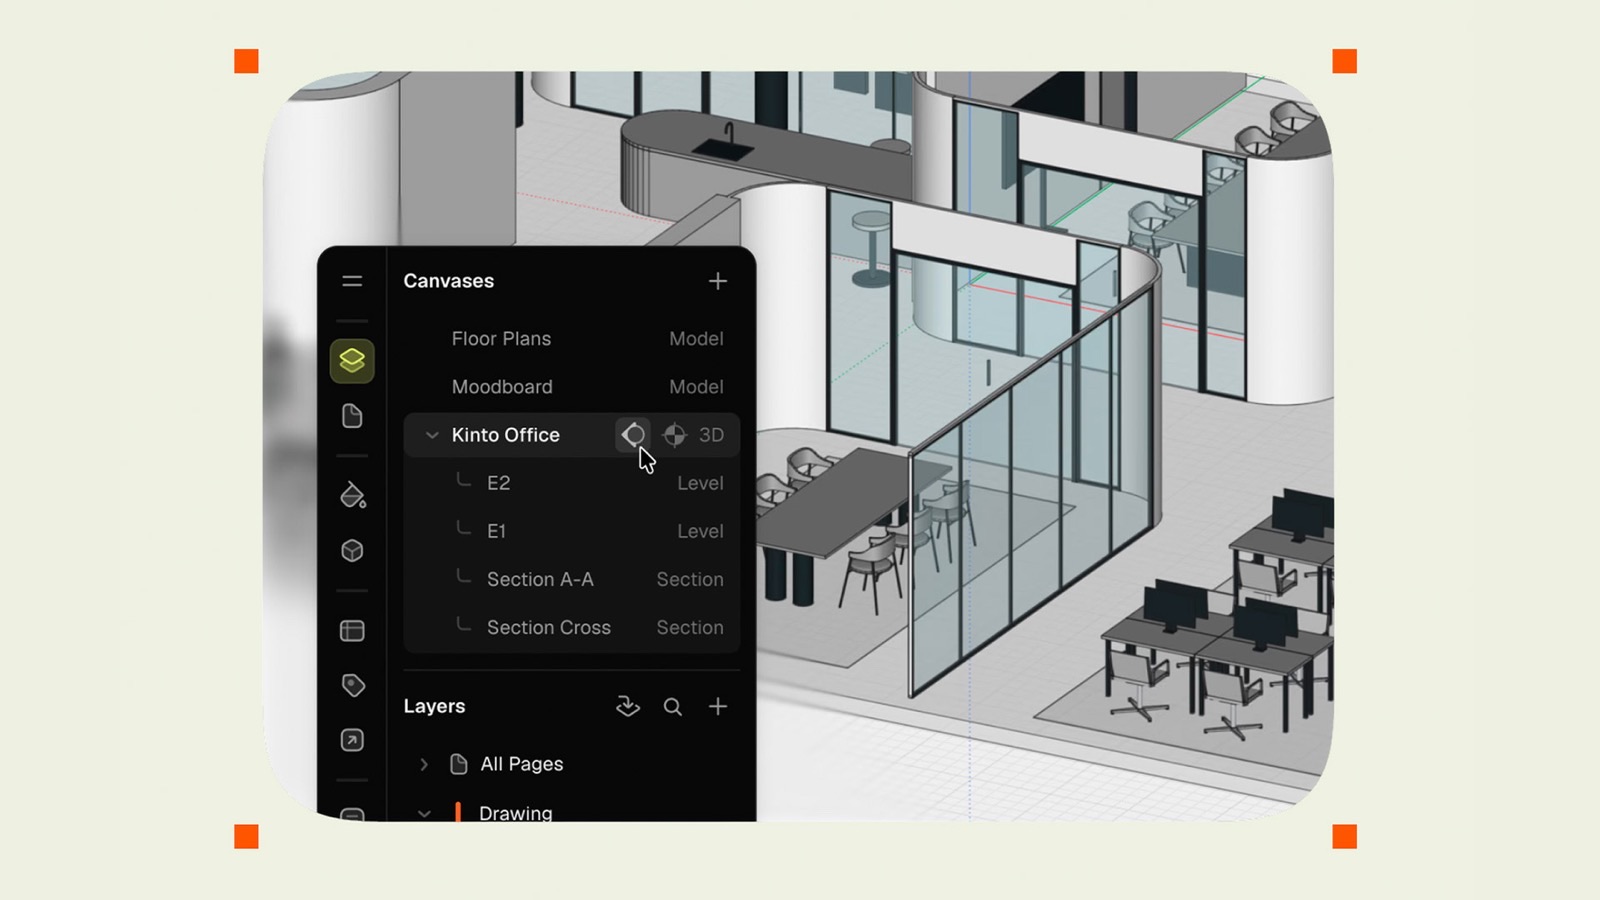 Canvases
Floor Plans Model
Moodboard Model
Kinto Office 3D
E2 Level
E1 Level
Section A-A Section
Section Cross Section
Layers
All Pages
Drawing